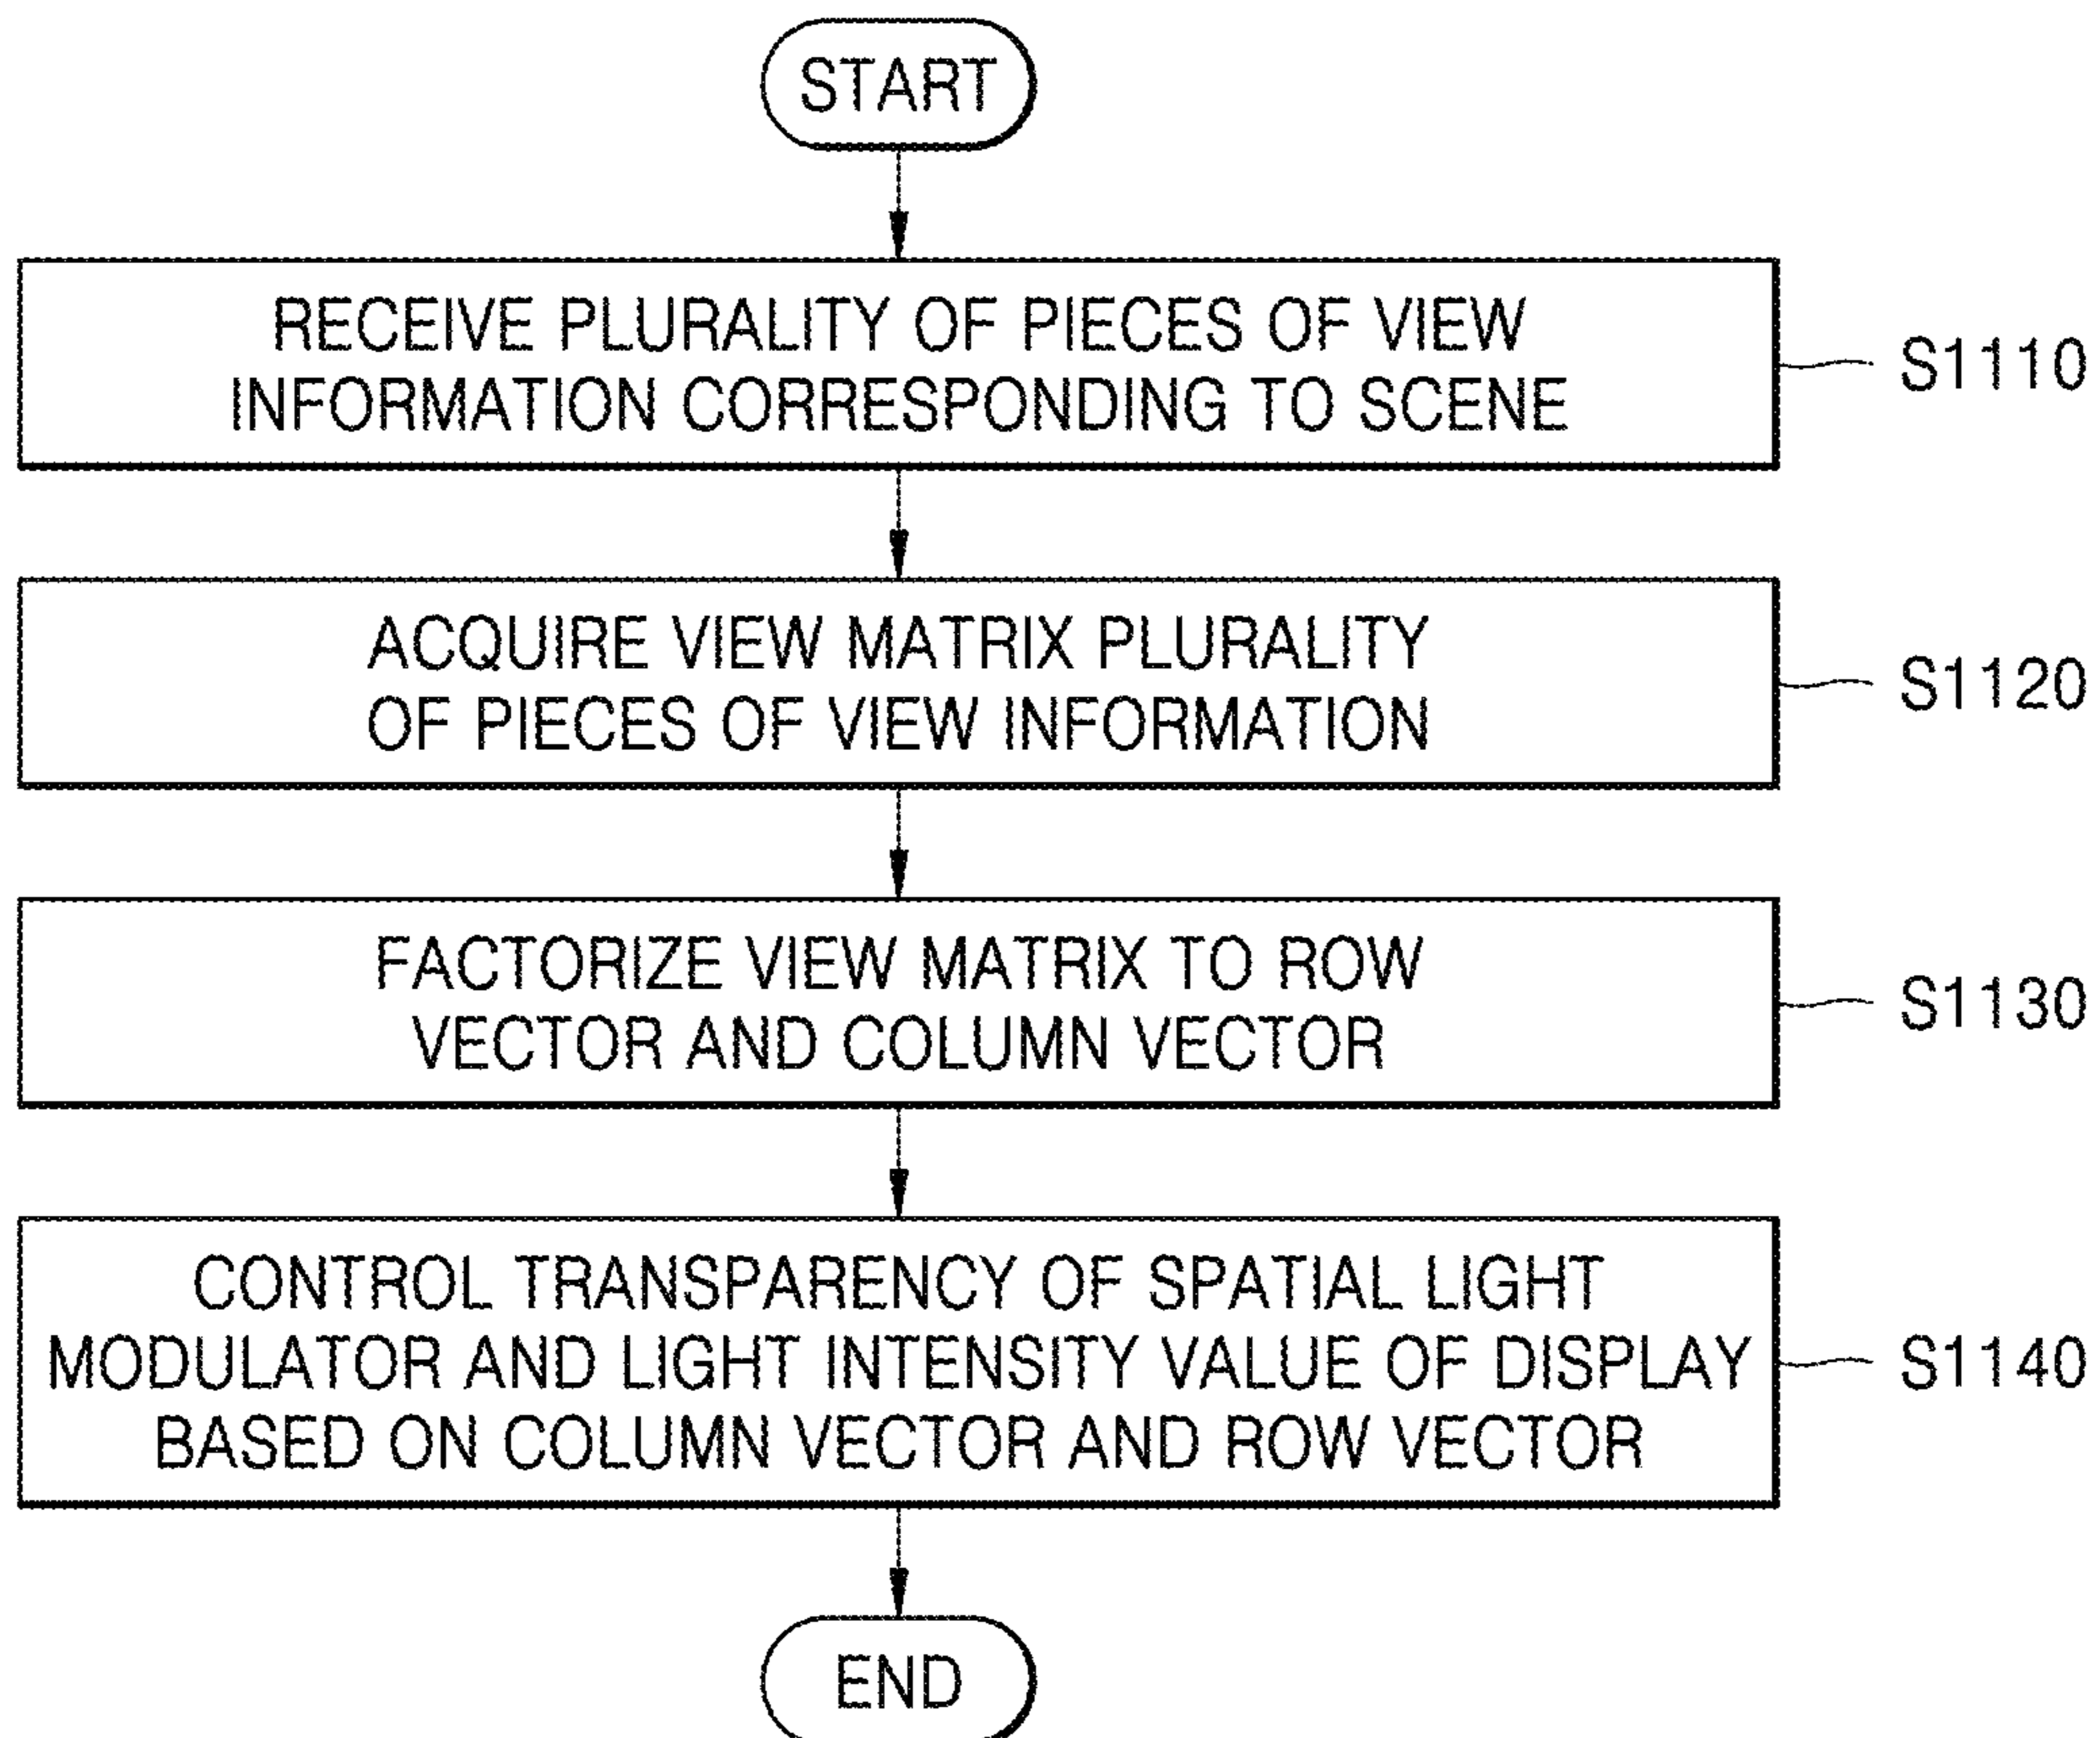 START
RECEIVE PLURALITY OF PIECES OF VIEW
INFORMATION CORRESPONDING TO SCENE
S1110
ACQUIRE VIEW MATRIX PLURALITY
OF PIECES OF VIEW INFORMATION
S1120
FACTORIZE VIEW MATRIX TO ROW
VECTOR AND COLUMN VECTOR
S1130
CONTROL TRANSPARENCY OF SPATIAL LIGHT
MODULATOR AND LIGHT INTENSITY VALUE OF DISPLAY
BASED ON COLUMN VECTOR AND ROW VECTOR
S1140
END